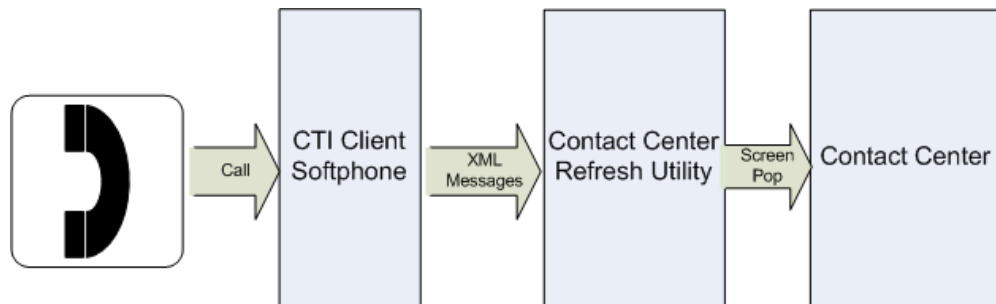 Call
CTI Client
Softphone
XML
Messages
Contact Center
Refresh Utility
Screen
Pop
Contact Center